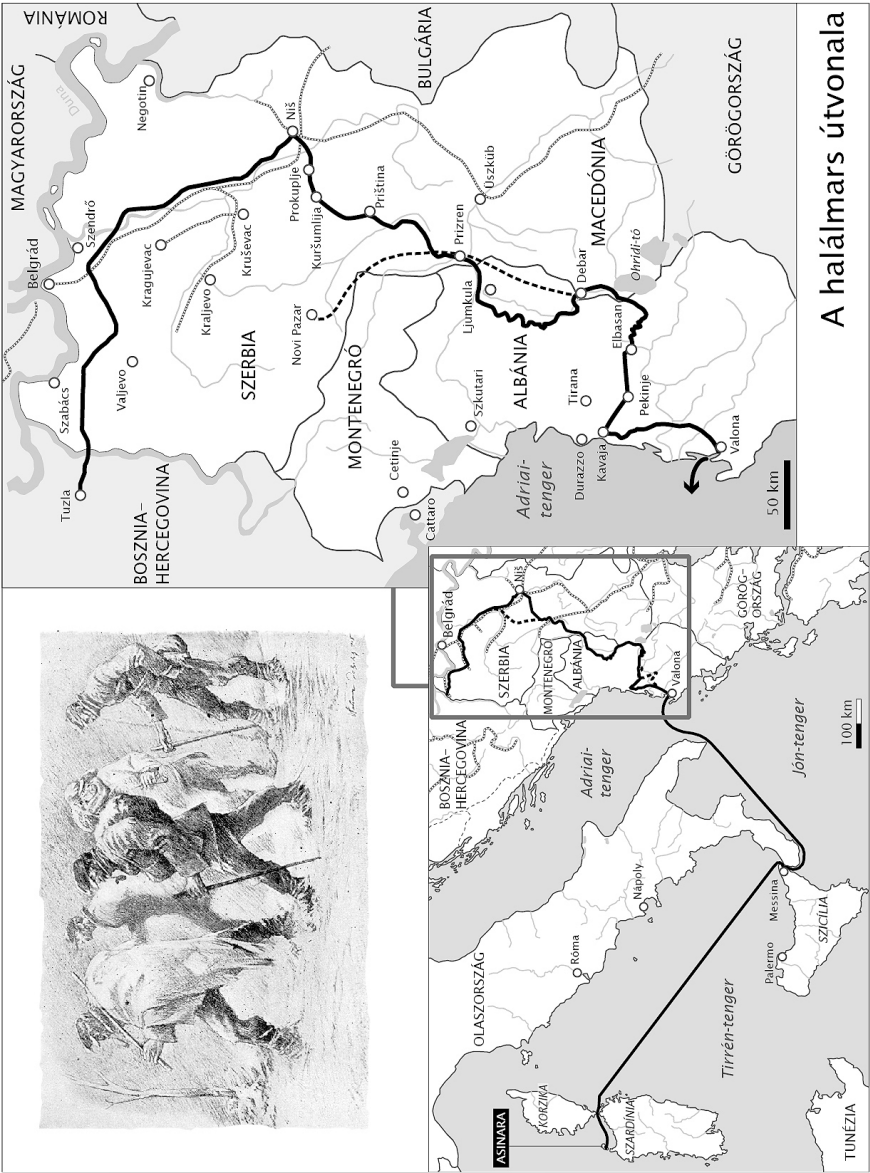 A halálmars útvonala
ROMÁNIA
MAGYARORSZÁG
Duna
Negotin
BULGÁRIA
Belgrád
Szendrő
Niš
Szabács
Kragujevac
Kruševac
Prokuplje
Kuršumlija
Priština
Üszküb
GÖRÖGORSZÁG
Valjevo
Kraljevo
Tuzla
SZERBIA
Novi Pazar
Prizren
MACEDÓNIA
Ljumkula
Debar
Ohridi-tó
BOSZNIA–
HERCEGOVINA
MONTENEGRÓ
Szkutari
ALBÁNIA
Tirana
Elbasan
Pekinje
Cetinje
Cattaro
Adriai-
tenger
Durazzo
Kavaja
Valona
50 km
Belgrád
Niš
SZERBIA
MONTENEGRÓ
ALBÁNIA
GÖRÖG-
ORSZÁG
Valona
BOSZNIA–
HERCEGOVINA
Adriai-
tenger
Jón-tenger
100 km
OLASZORSZÁG
Róma
Nápoly
Messina
Palermo
SZICÍLIA
Tirrén-tenger
ASINARA
KORZIKA
SZARDÍNIA
TUNÉZIA